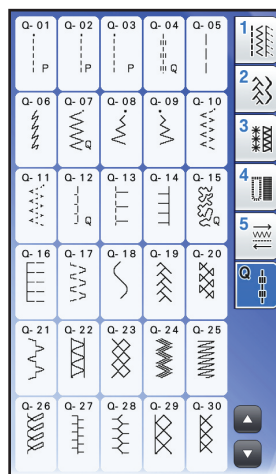 Q-01 Q-02 Q-03 Q-04 Q-05
P P P Q
Q-06 Q-07 Q-08 Q-09 Q-10
Q
Q-11 Q-12 Q-13 Q-14 Q-15
Q Q
Q-16 Q-17 Q-18 Q-19 Q-20
Q-21 Q-22 Q-23 Q-24 Q-25
Q-26 Q-27 Q-28 Q-29 Q-30
1
2
3
4
5
Q